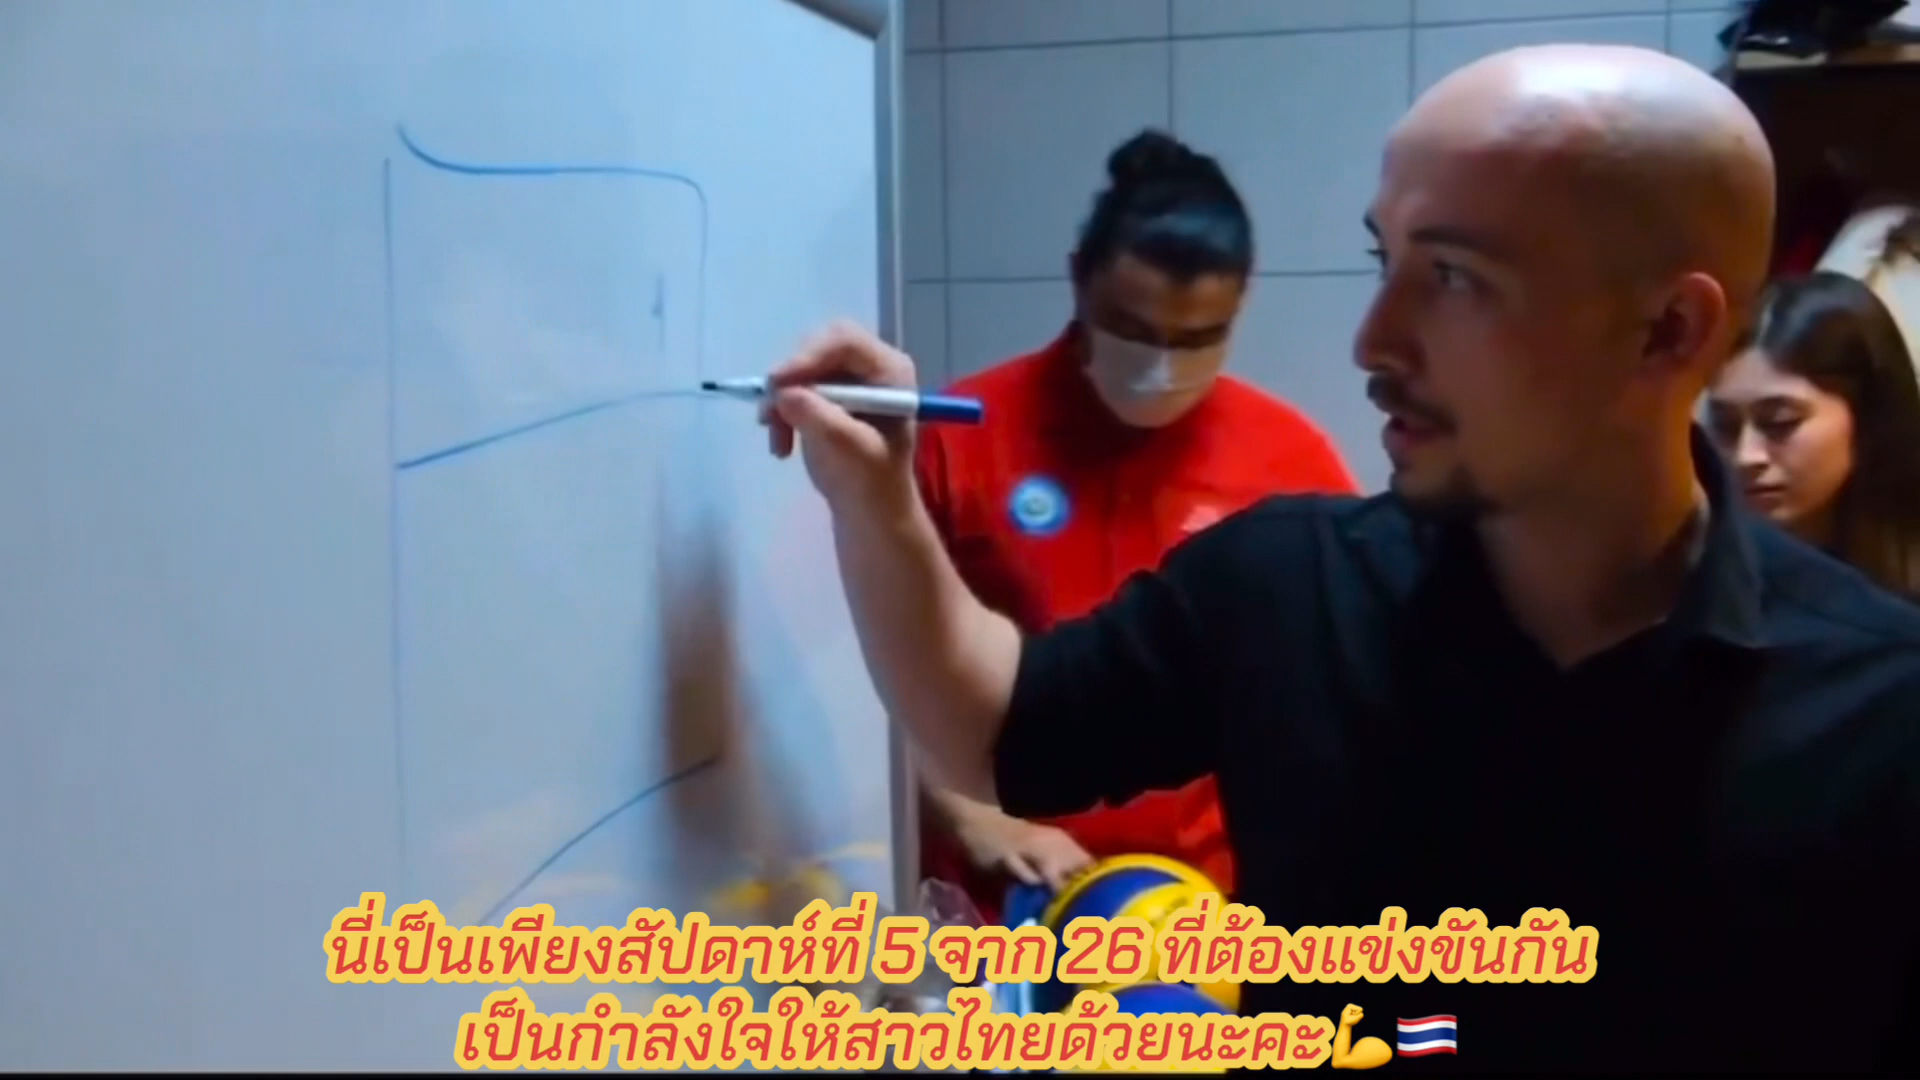 นี่เป็นเพียงสัปดาห์ที่ 5 จาก 26 ที่ต้องแข่งขันกัน
เป็นกำลังใจให้สาวไทยด้วยนะคะ💪🇹🇭